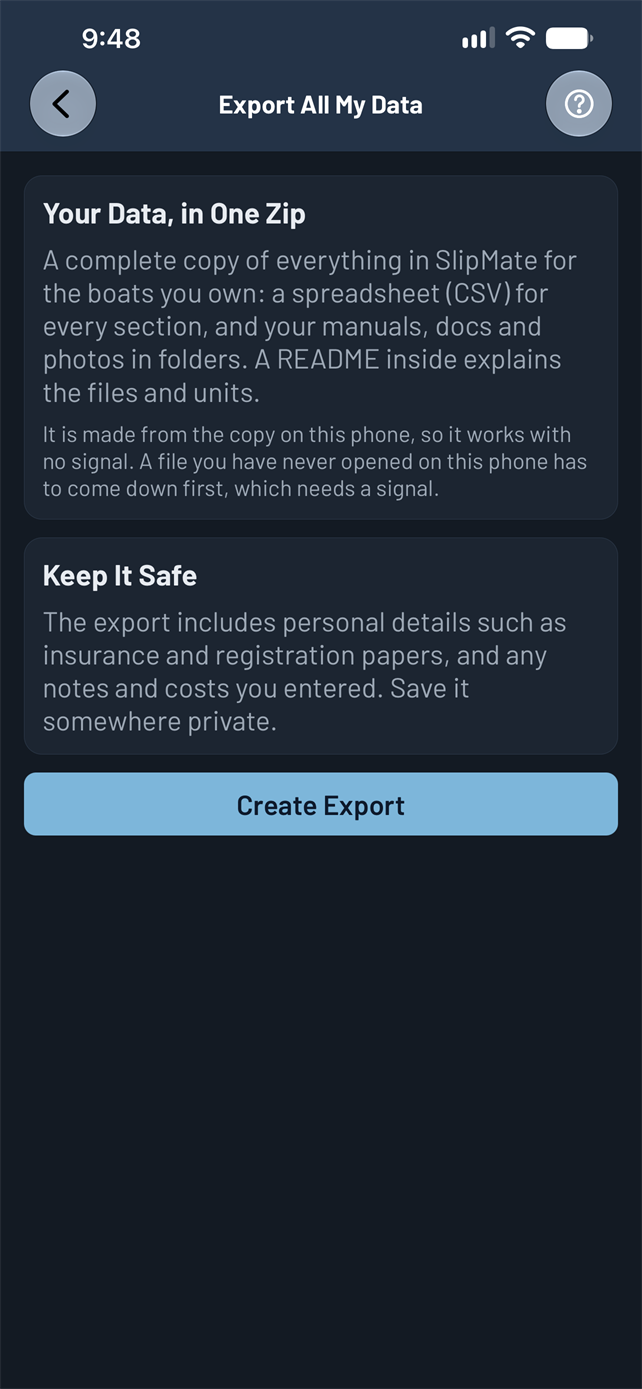 9:48
Export All My Data
Your Data, in One Zip
A complete copy of everything in SlipMate for
the boats you own: a spreadsheet (CSV) for
every section, and your manuals, docs and
photos in folders. A README inside explains
the files and units.
It is made from the copy on this phone, so it works with
no signal. A file you have never opened on this phone has
to come down first, which needs a signal.
Keep It Safe
The export includes personal details such as
insurance and registration papers, and any
notes and costs you entered. Save it
somewhere private.
Create Export